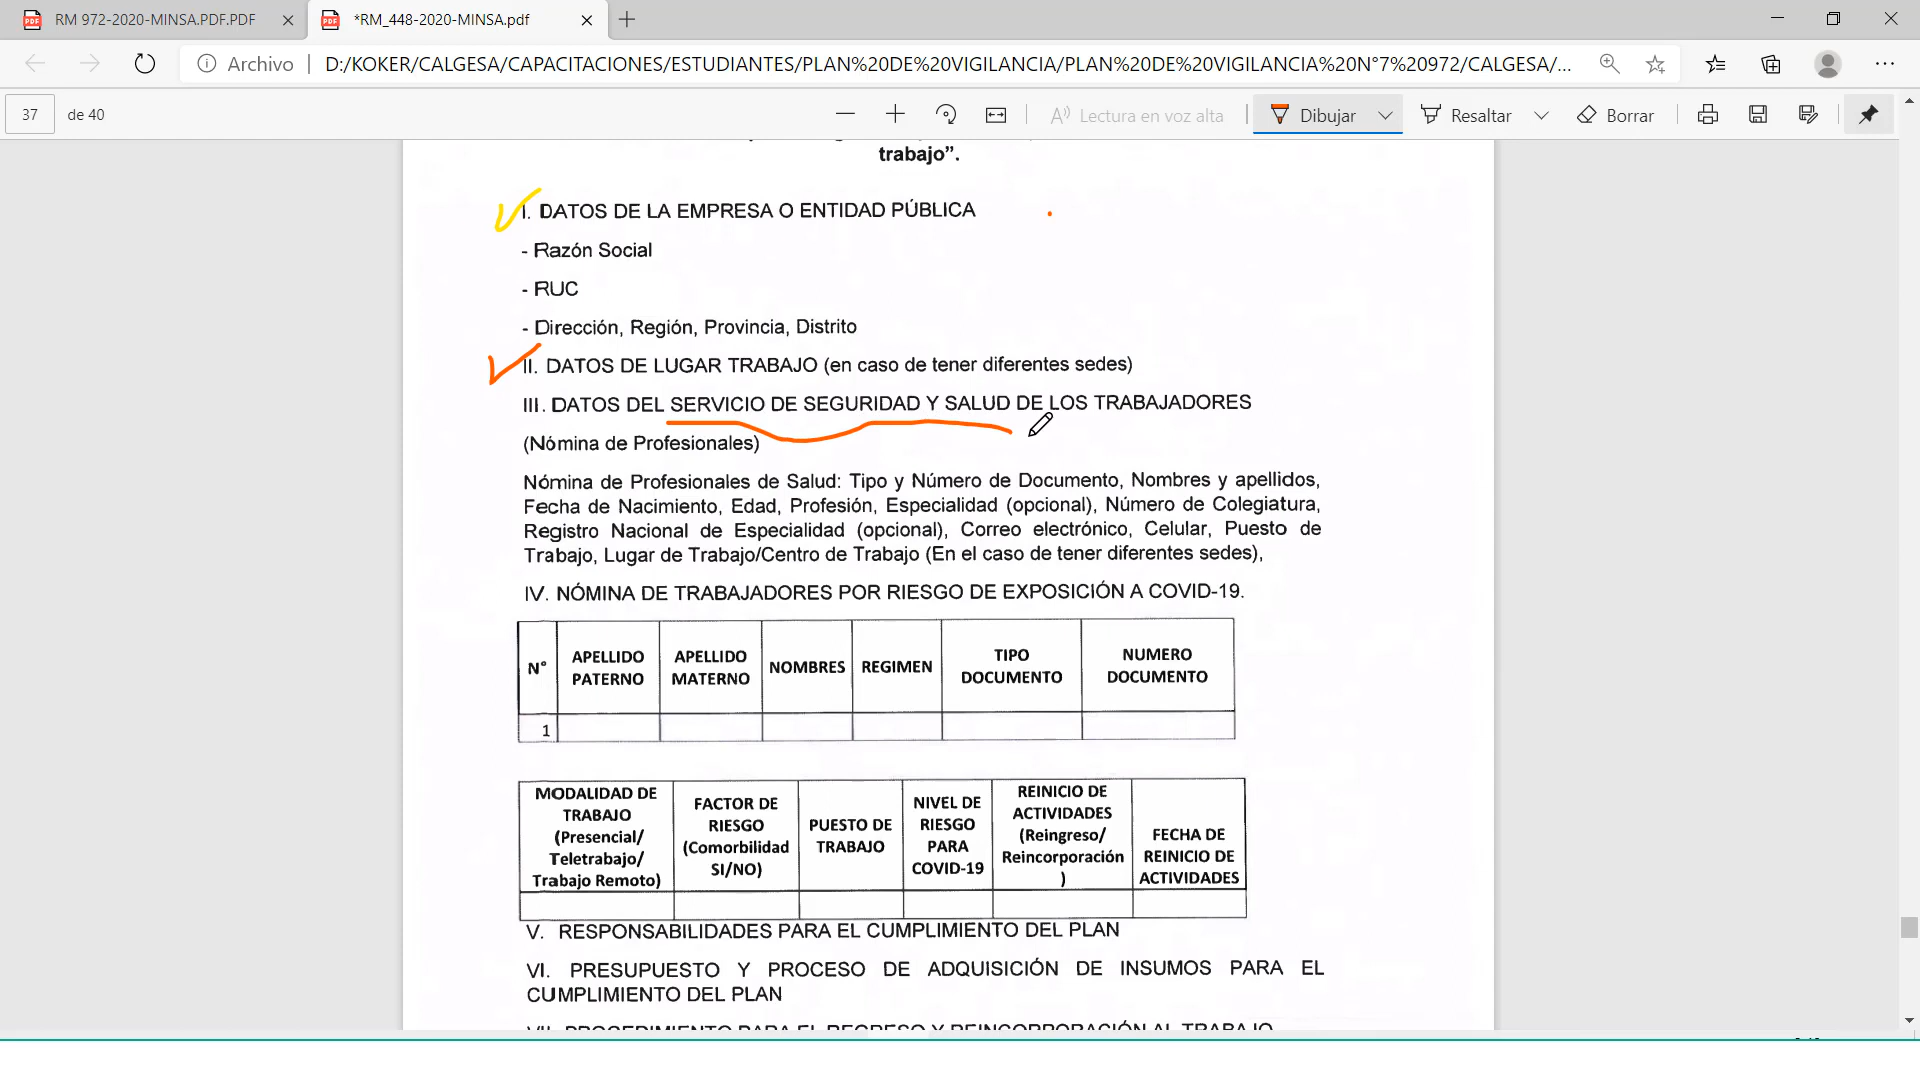 RM 972-2020-MINSA.PDF.PDF
*RM_448-2020-MINSA.pdf
Archivo | D:/KOKER/CALGESA/CAPACITACIONES/ESTUDIANTES/PLAN%20DE%20VIGILANCIA/PLAN%20DE%20VIGILANCIA%20N°7%20972/CALGESA/...
37 de 40
Lectura en voz alta
Dibujar
Resaltar
Borrar
trabajo”.
I. DATOS DE LA EMPRESA O ENTIDAD PÚBLICA
- Razón Social
- RUC
- Dirección, Región, Provincia, Distrito
II. DATOS DE LUGAR TRABAJO (en caso de tener diferentes sedes)
III. DATOS DEL SERVICIO DE SEGURIDAD Y SALUD DE LOS TRABAJADORES
(Nómina de Profesionales)
Nómina de Profesionales de Salud: Tipo y Número de Documento, Nombres y apellidos,
Fecha de Nacimiento, Edad, Profesión, Especialidad (opcional), Número de Colegiatura,
Registro Nacional de Especialidad (opcional), Correo electrónico, Celular, Puesto de
Trabajo, Lugar de Trabajo/Centro de Trabajo (En el caso de tener diferentes sedes),
IV. NÓMINA DE TRABAJADORES POR RIESGO DE EXPOSICIÓN A COVID-19.
N°
APELLIDO
PATERNO
APELLIDO
MATERNO
NOMBRES
REGIMEN
TIPO
DOCUMENTO
NUMERO
DOCUMENTO
1
MODALIDAD DE
TRABAJO
(Presencial/
Teletrabajo/
Trabajo Remoto)
FACTOR DE
RIESGO
(Comorbilidad
SI/NO)
PUESTO DE
TRABAJO
NIVEL DE
RIESGO
PARA
COVID-19
REINICIO DE
ACTIVIDADES
(Reingreso/
Reincorporación
)
FECHA DE
REINICIO DE
ACTIVIDADES
V. RESPONSABILIDADES PARA EL CUMPLIMIENTO DEL PLAN
VI. PRESUPUESTO Y PROCESO DE ADQUISICIÓN DE INSUMOS PARA EL
CUMPLIMIENTO DEL PLAN
VII. PROCEDIMIENTO PARA EL REGRESO Y REINCORPORACIÓN AL TRABAJO